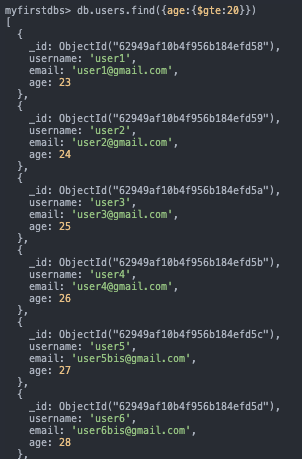 myfirstdbs> db.users.find({age:{$gte:20}})
[
{
_id: ObjectId("62949af10b4f956b184efd58"),
username: 'user1',
email: 'user1@gmail.com',
age: 23
},
{
_id: ObjectId("62949af10b4f956b184efd59"),
username: 'user2',
email: 'user2@gmail.com',
age: 24
},
{
_id: ObjectId("62949af10b4f956b184efd5a"),
username: 'user3',
email: 'user3@gmail.com',
age: 25
},
{
_id: ObjectId("62949af10b4f956b184efd5b"),
username: 'user4',
email: 'user4@gmail.com',
age: 26
},
{
_id: ObjectId("62949af10b4f956b184efd5c"),
username: 'user5',
email: 'user5bis@gmail.com',
age: 27
},
{
_id: ObjectId("62949af10b4f956b184efd5d"),
username: 'user6',
email: 'user6bis@gmail.com',
age: 28
},